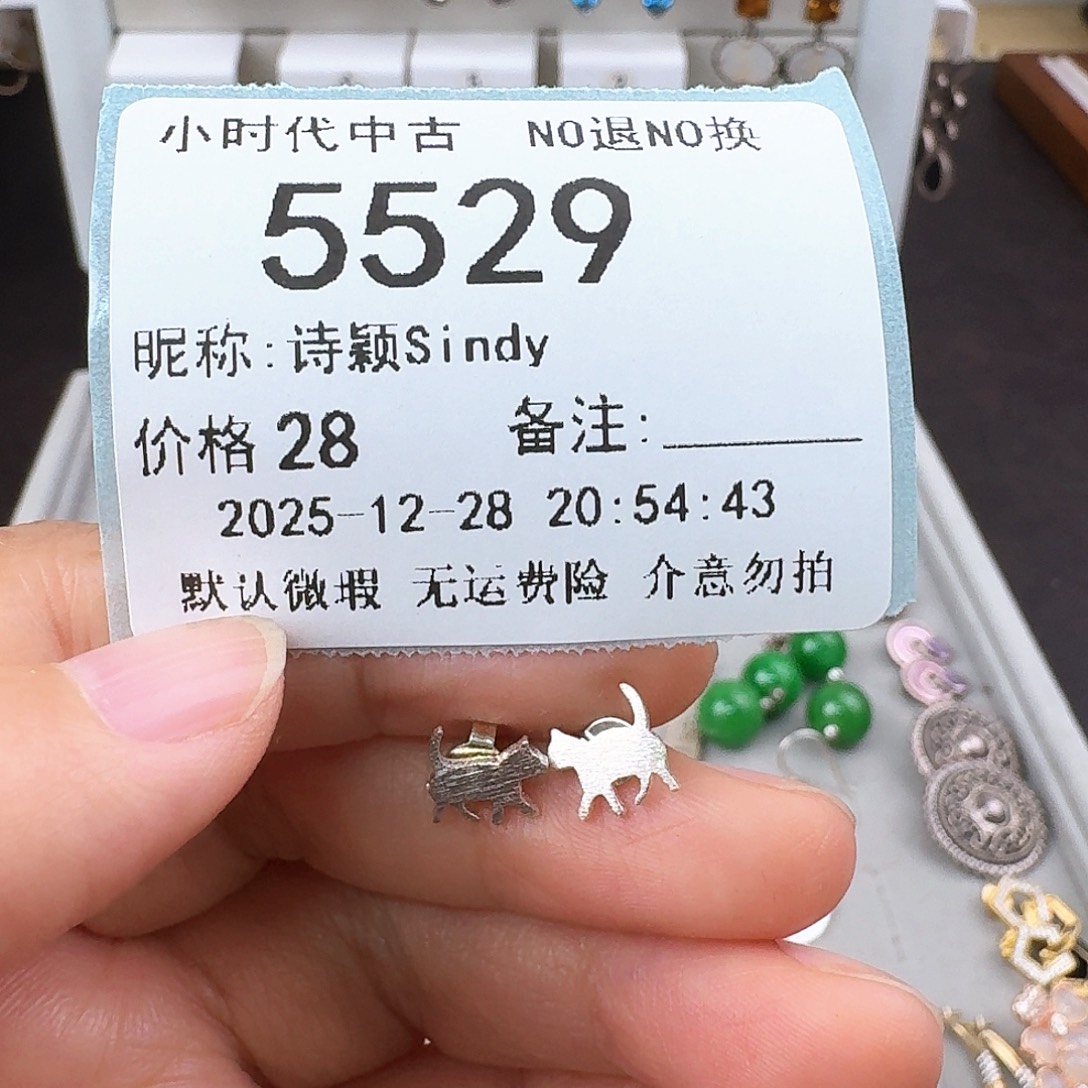 小时代中古 NO退NO换
5529
昵称:诗颖Sindy
价格 28 备注:
2025-12-28 20:54:43
默认微瑕 无运费险 介意勿拍